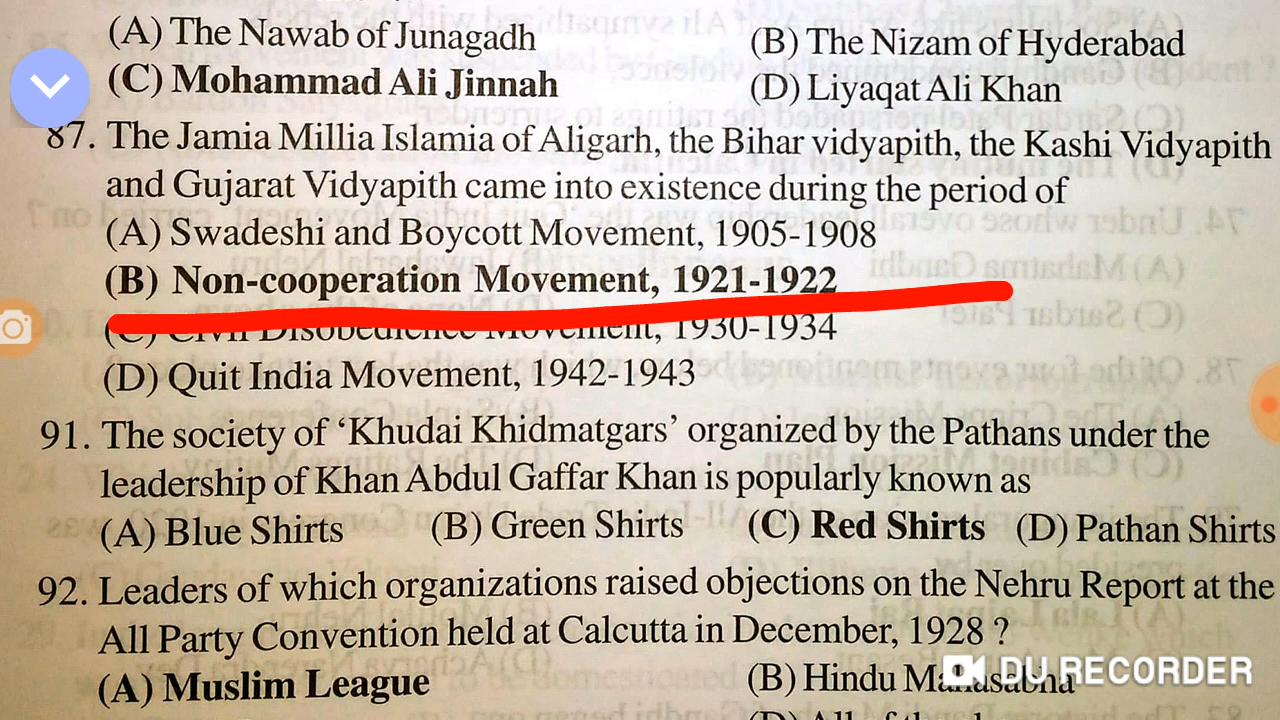 (A) The Nawab of Junagadh (B) The Nizam of Hyderabad
(C) Mohammad Ali Jinnah (D) Liyaqat Ali Khan
87. The Jamia Millia Islamia of Aligarh, the Bihar vidyapith, the Kashi Vidyapith
and Gujarat Vidyapith came into existence during the period of
(A) Swadeshi and Boycott Movement, 1905-1908
(B) Non-cooperation Movement, 1921-1922
(C) Civil Disobedience Movement, 1930-1934
(D) Quit India Movement, 1942-1943
91. The society of ‘Khudai Khidmatgars’ organized by the Pathans under the
leadership of Khan Abdul Gaffar Khan is popularly known as
(A) Blue Shirts (B) Green Shirts (C) Red Shirts (D) Pathan Shirts
92. Leaders of which organizations raised objections on the Nehru Report at the
All Party Convention held at Calcutta in December, 1928 ?
(A) Muslim League (B) Hindu Mahasabha
DU RECORDER